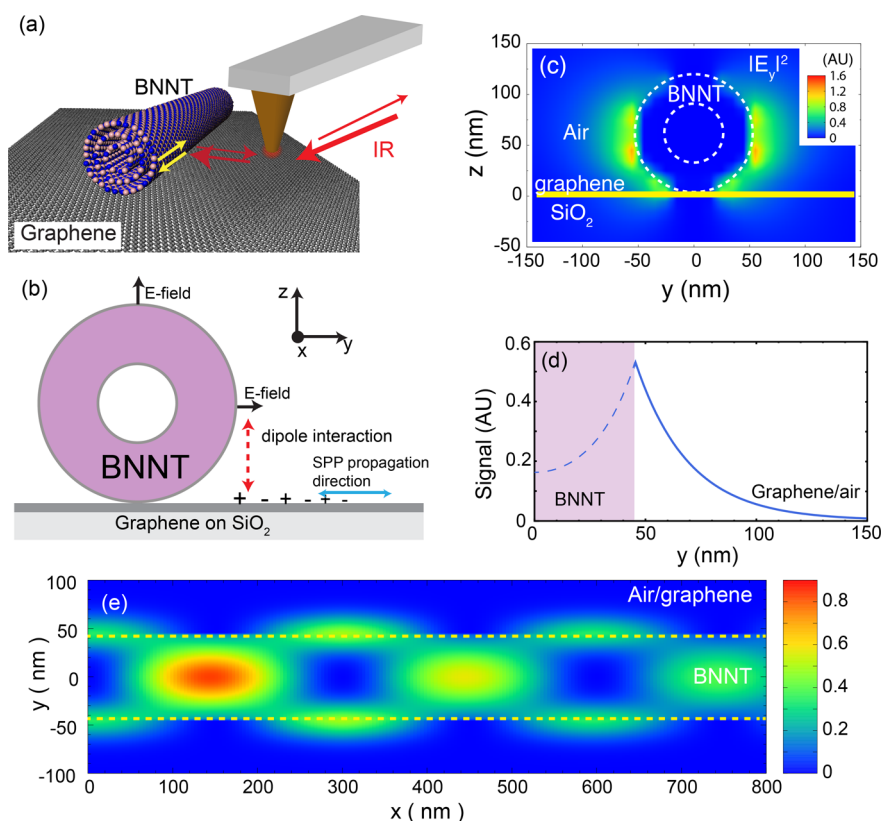 (a)
BNNT
IR
Graphene
(b)
E-field
E-field
z
x
y
dipole interaction
SPP propagation
direction
BNNT
+ - + - + -
Graphene on SiO₂
(c)
|E_y|²
(AU)
1.6
1.2
0.8
0.4
0
BNNT
Air
graphene
SiO₂
150
100
50
0
-50
z (nm)
-150 -100 -50 0 50 100 150
y (nm)
(d)
0.6
0.4
0.2
0
Signal (AU)
BNNT
Graphene/air
0 50 100 150
y (nm)
(e)
Air/graphene
BNNT
100
50
0
-50
-100
y ( nm )
0 100 200 300 400 500 600 700 800
x ( nm )
0.8
0.6
0.4
0.2
0